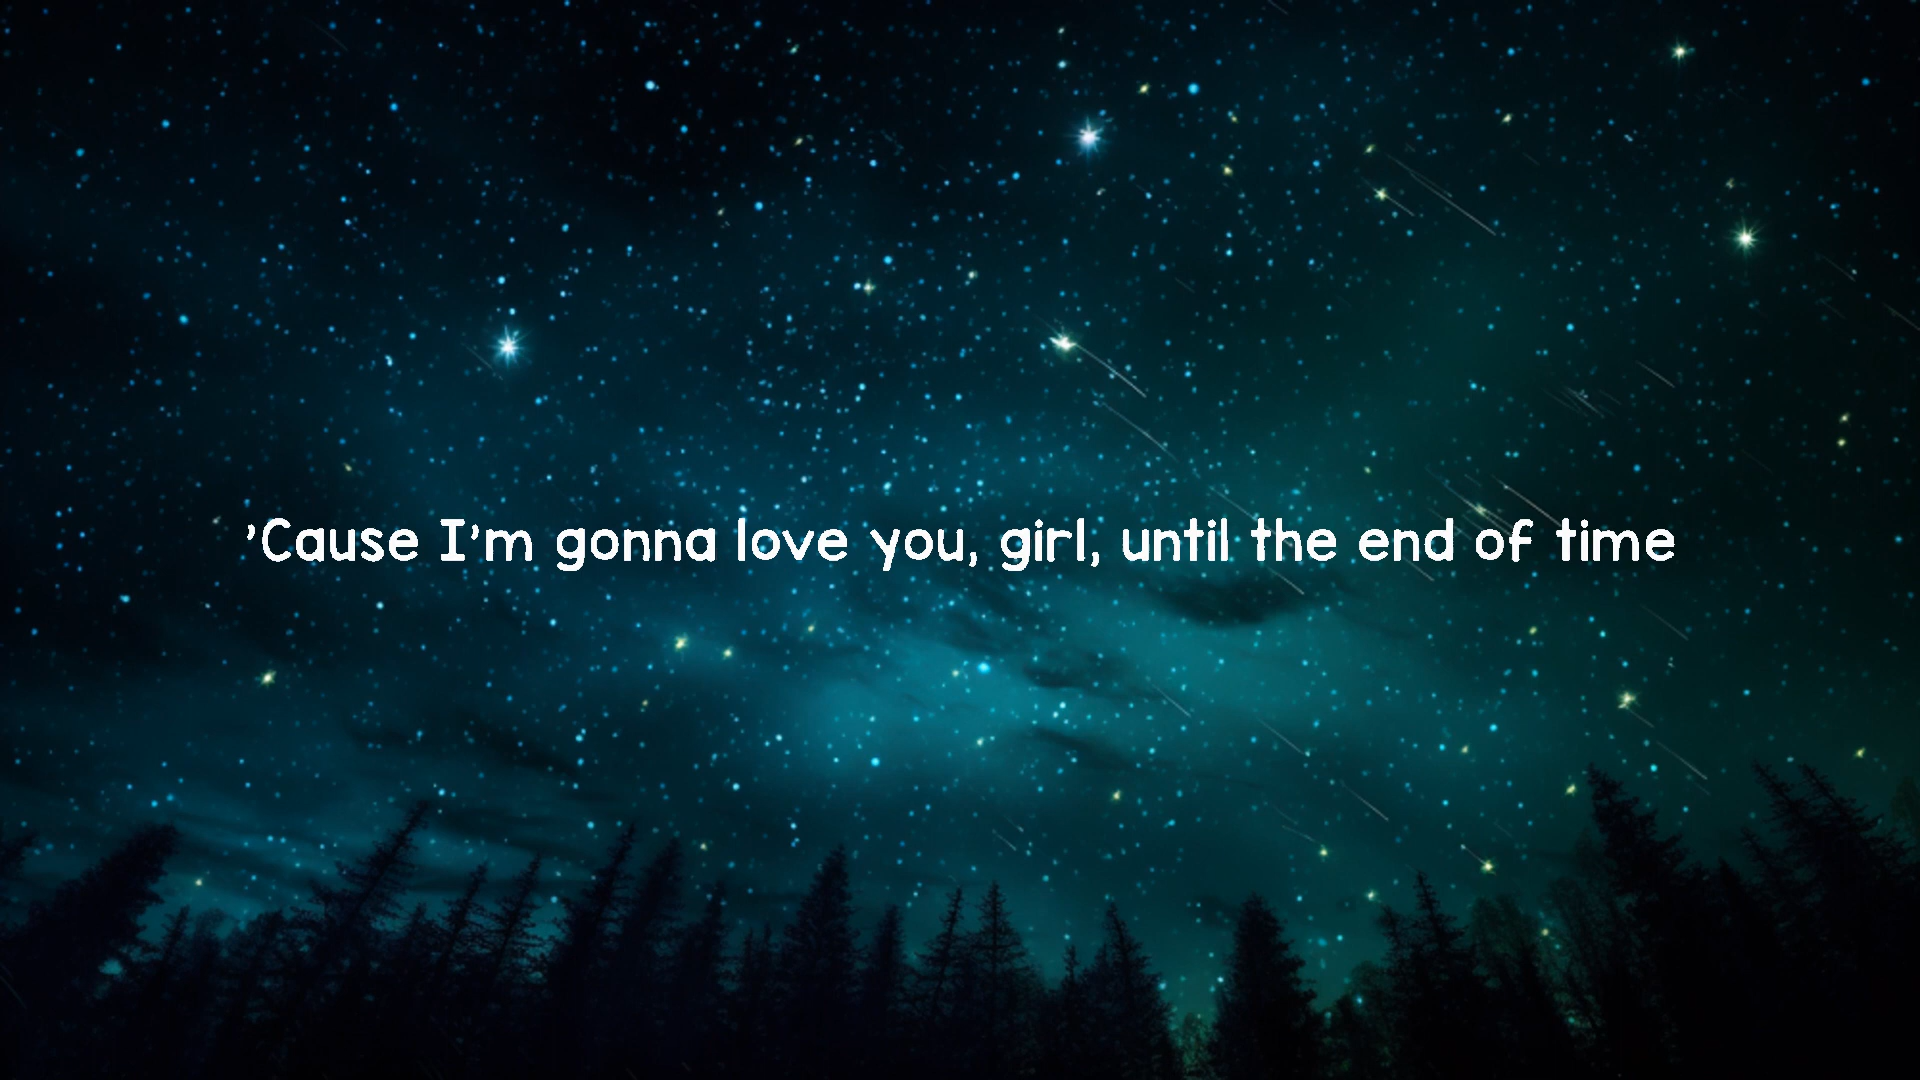 ’Cause I’m gonna love you, girl, until the end of time